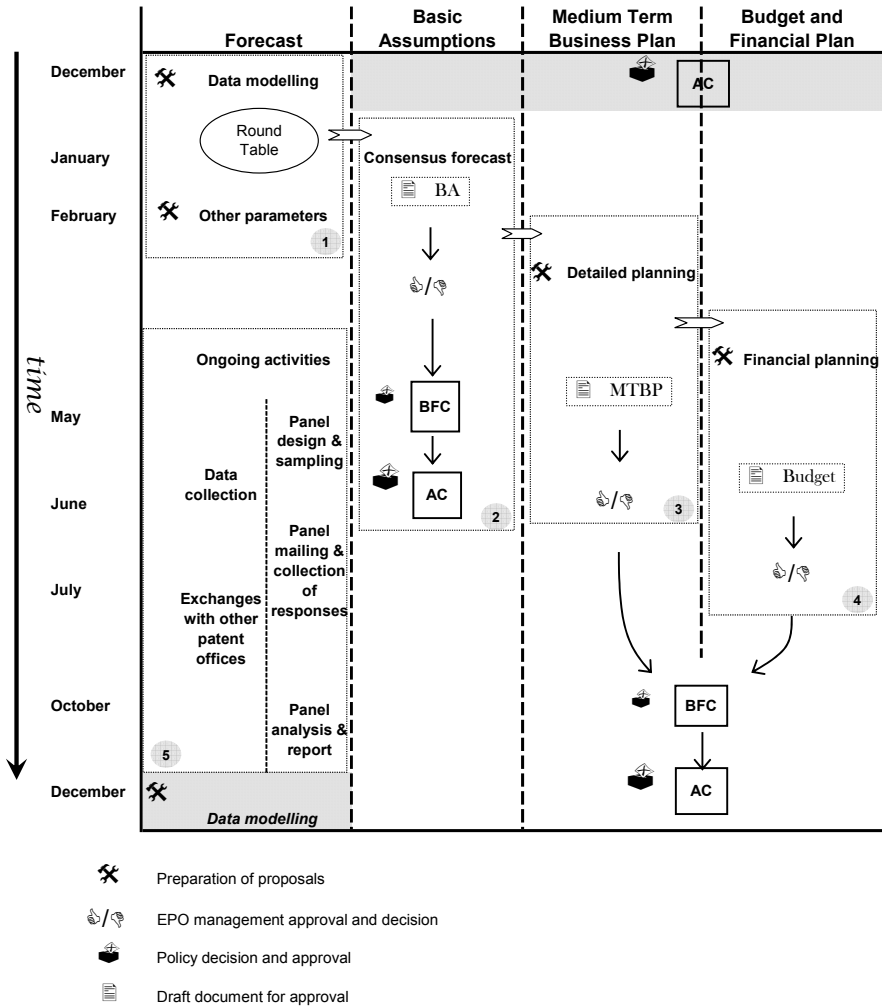 Forecast
Basic
Assumptions
Medium Term
Business Plan
Budget and
Financial Plan
December
Data modelling
AC
Round
Table
January
Consensus forecast
BA
February
Other parameters
1
Detailed planning
Financial planning
time
Ongoing activities
May
Panel
design &
sampling
BFC
MTBP
Data
collection
June
AC
2
3
Budget
Panel
mailing &
collection
of
responses
July
Exchanges
with other
patent
offices
4
October
Panel
analysis &
report
BFC
5
December
AC
Data modelling
Preparation of proposals
EPO management approval and decision
Policy decision and approval
Draft document for approval